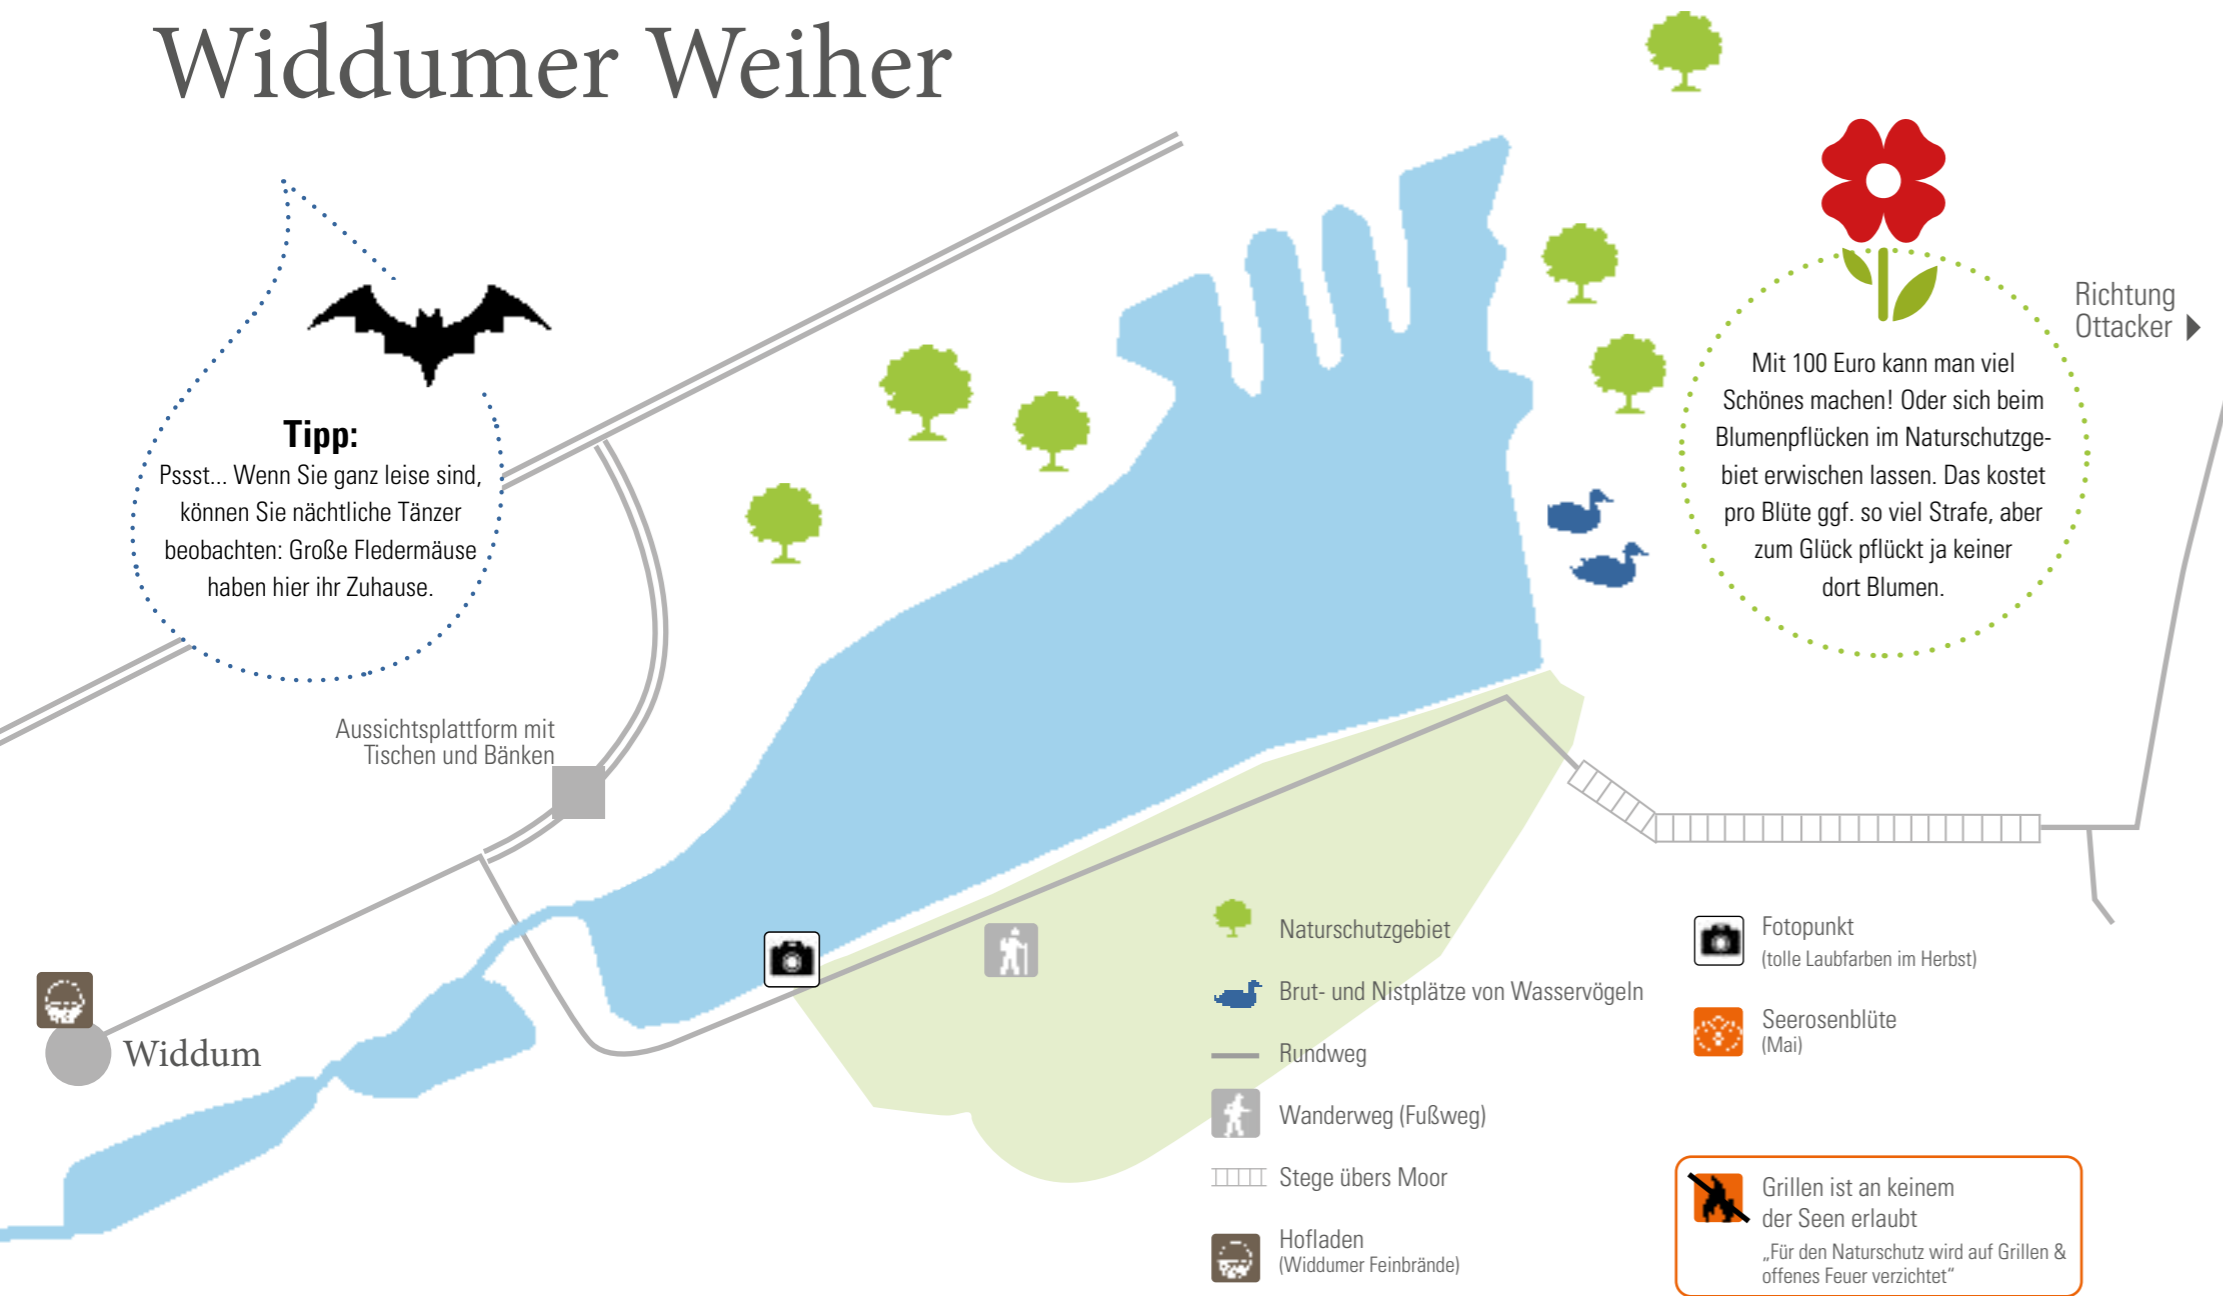 Widdumer Weiher
Tipp:
Pssst... Wenn Sie ganz leise sind,
können Sie nächtliche Tänzer
beobachten: Große Fledermäuse
haben hier ihr Zuhause.
Mit 100 Euro kann man viel
Schönes machen! Oder sich beim
Blumenpflücken im Naturschutzge-
biet erwischen lassen. Das kostet
pro Blüte ggf. so viel Strafe, aber
zum Glück pflückt ja keiner
dort Blumen.
Richtung
Ottacker
Aussichtsplattform mit
Tischen und Bänken
Widdum
Naturschutzgebiet
Brut- und Nistplätze von Wasservögeln
Rundweg
Wanderweg (Fußweg)
Stege übers Moor
Hofladen
(Widdumer Feinbrände)
Fotopunkt
(tolle Laubfarben im Herbst)
Seerosenblüte
(Mai)
Grillen ist an keinem
der Seen erlaubt
„Für den Naturschutz wird auf Grillen &
offenes Feuer verzichtet“